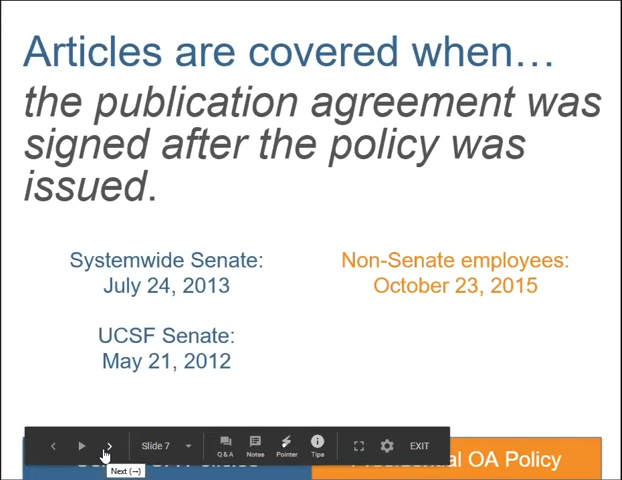 Articles are covered when…
the publication agreement was
signed after the policy was
issued.
Systemwide Senate:
July 24, 2013
Non-Senate employees:
October 23, 2015
UCSF Senate:
May 21, 2012
Slide 7
Q & A
Notes
Pointer
Tips
EXIT
Next (→)
OA Policy